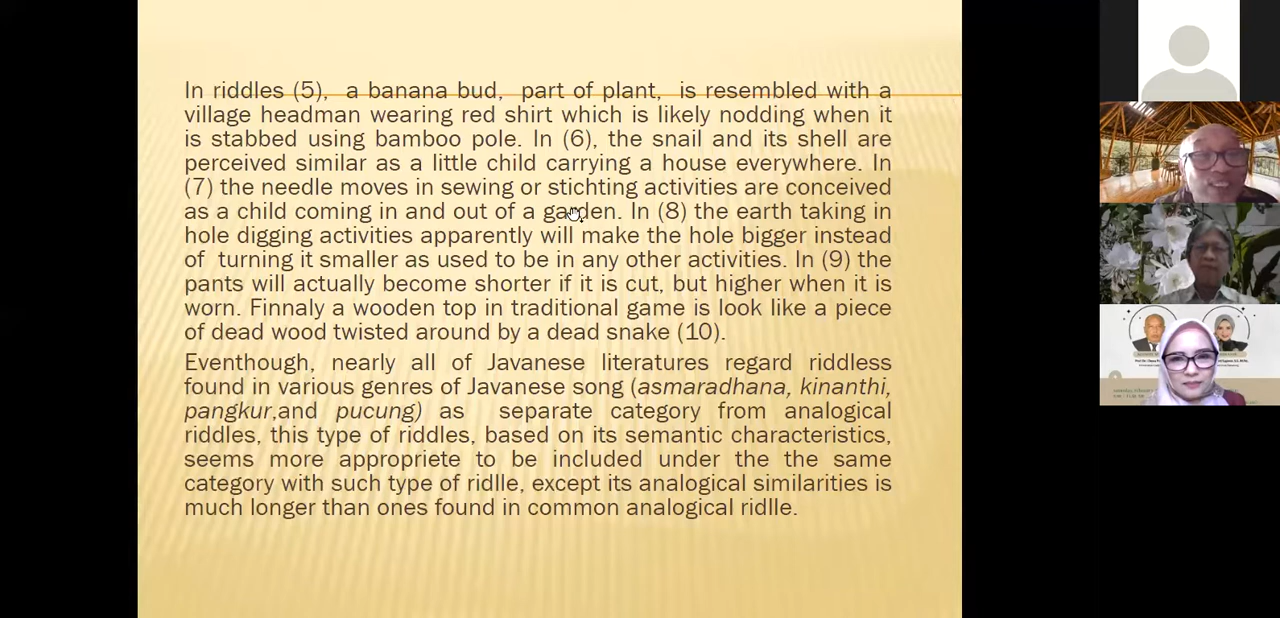 In riddles (5), a banana bud, part of plant, is resembled with a
village headman wearing red shirt which is likely nodding when it
is stabbed using bamboo pole. In (6), the snail and its shell are
perceived similar as a little child carrying a house everywhere. In
(7) the needle moves in sewing or stichting activities are conceived
as a child coming in and out of a garden. In (8) the earth taking in
hole digging activities apparently will make the hole bigger instead
of turning it smaller as used to be in any other activities. In (9) the
pants will actually become shorter if it is cut, but higher when it is
worn. Finnaly a wooden top in traditional game is look like a piece
of dead wood twisted around by a dead snake (10).
Eventhough, nearly all of Javanese literatures regard riddless
found in various genres of Javanese song (asmaradhana, kinanthi,
pangkur,and pucung) as separate category from analogical
riddles, this type of riddles, based on its semantic characteristics,
seems more appropriete to be included under the the same
category with such type of ridlle, except its analogical similarities is
much longer than ones found in common analogical ridlle.